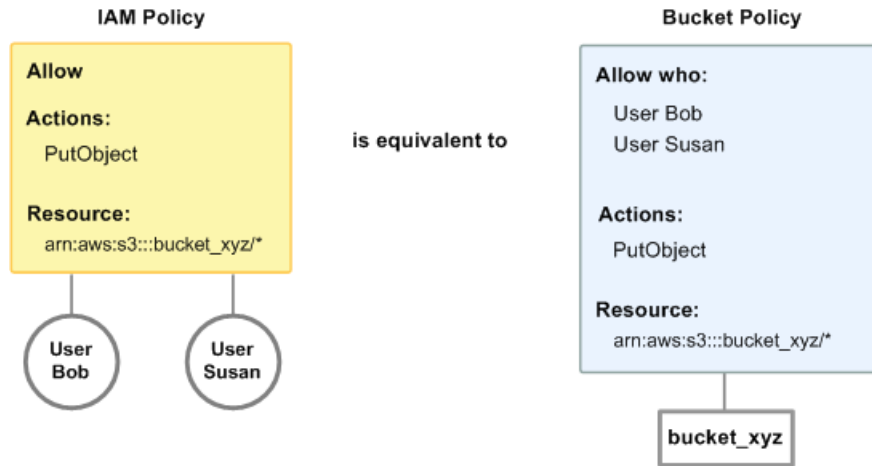 IAM Policy
Allow
Actions:
PutObject
Resource:
arn:aws:s3:::bucket_xyz/*
User
Bob
User
Susan
is equivalent to
Bucket Policy
Allow who:
User Bob
User Susan
Actions:
PutObject
Resource:
arn:aws:s3:::bucket_xyz/*
bucket_xyz